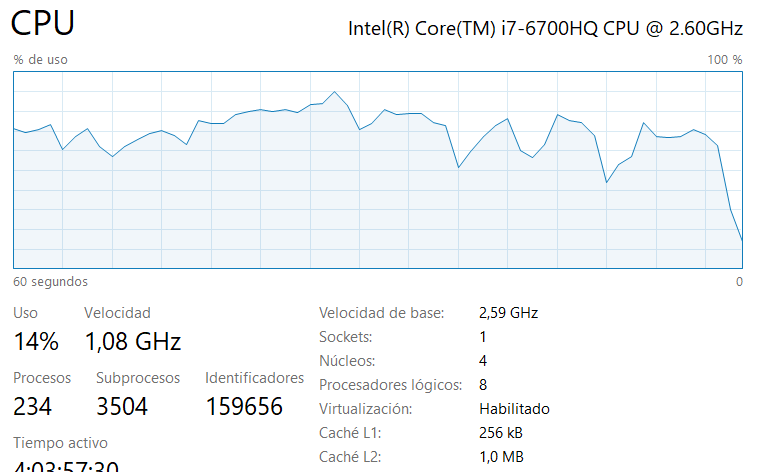 CPU
Intel(R) Core(TM) i7-6700HQ CPU @ 2.60GHz
% de uso
100 %
60 segundos
0
Uso
Velocidad
14%
1,08 GHz
Procesos
Subprocesos
Identificadores
234
3504
159656
Tiempo activo
4:03:57:30
Velocidad de base:
2,59 GHz
Sockets:
1
Núcleos:
4
Procesadores lógicos:
8
Virtualización:
Habilitado
Caché L1:
256 kB
Caché L2:
1,0 MB